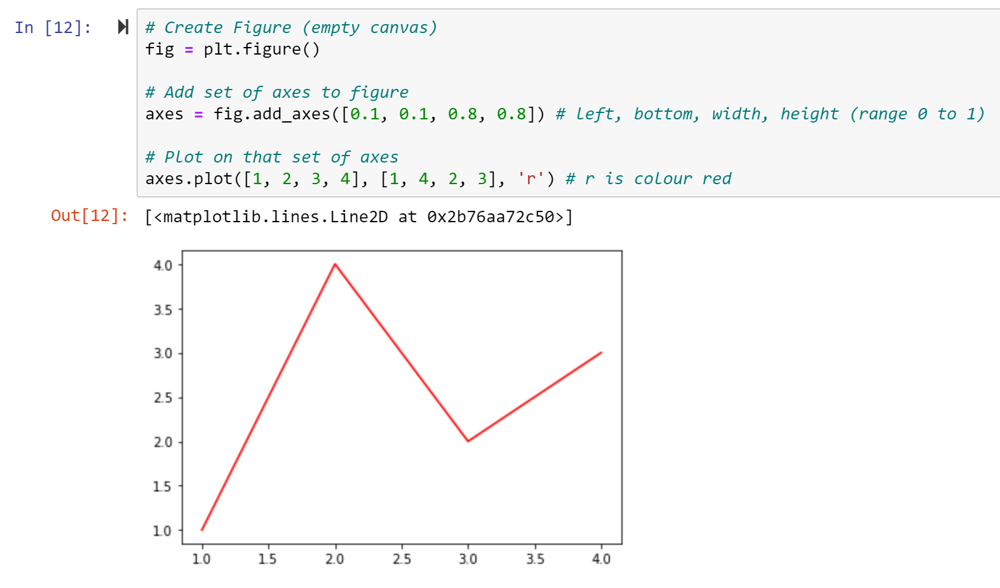 In [12]:
# Create Figure (empty canvas)
fig = plt.figure()
# Add set of axes to figure
axes = fig.add_axes([0.1, 0.1, 0.8, 0.8]) # left, bottom, width, height (range 0 to 1)
# Plot on that set of axes
axes.plot([1, 2, 3, 4], [1, 4, 2, 3], 'r') # r is colour red
Out[12]: [<matplotlib.lines.Line2D at 0x2b76aa72c50>]
4.0
3.5
3.0
2.5
2.0
1.5
1.0
1.0 1.5 2.0 2.5 3.0 3.5 4.0